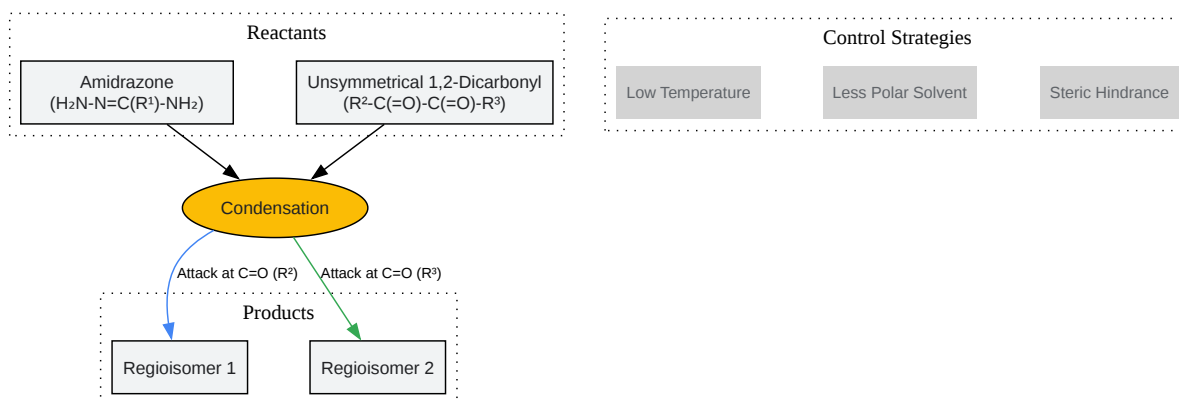 Reactants
Amidrazone
(H₂N-N=C(R¹)-NH₂)
Unsymmetrical 1,2-Dicarbonyl
(R²-C(=O)-C(=O)-R³)
Condensation
Attack at C=O (R²)
Attack at C=O (R³)
Products
Regioisomer 1
Regioisomer 2
Control Strategies
Low Temperature
Less Polar Solvent
Steric Hindrance